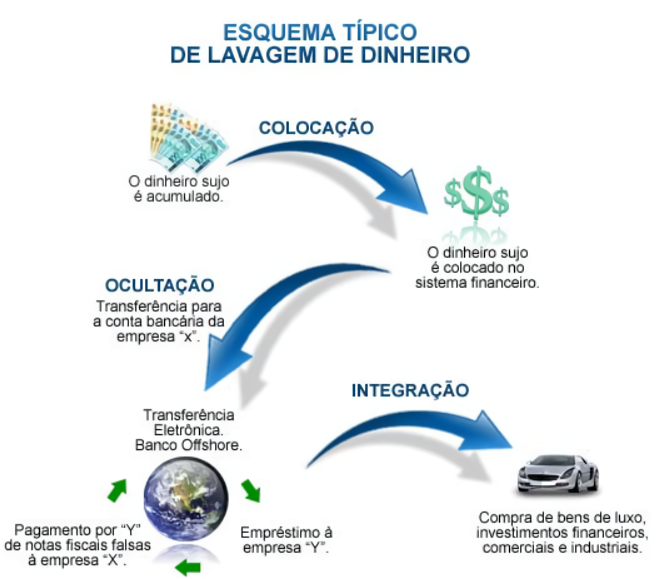 ESQUEMA TÍPICO
DE LAVAGEM DE DINHEIRO
COLOCAÇÃO
O dinheiro sujo
é acumulado.
O dinheiro sujo
é colocado no
sistema financeiro.
OCULTAÇÃO
Transferência para
a conta bancária da
empresa “x”.
INTEGRAÇÃO
Transferência
Eletrônica.
Banco Offshore.
Empréstimo à
empresa “Y”.
Pagamento por “Y”
de notas fiscais falsas
à empresa “X”.
Compra de bens de luxo,
investimentos financeiros,
comerciais e industriais.